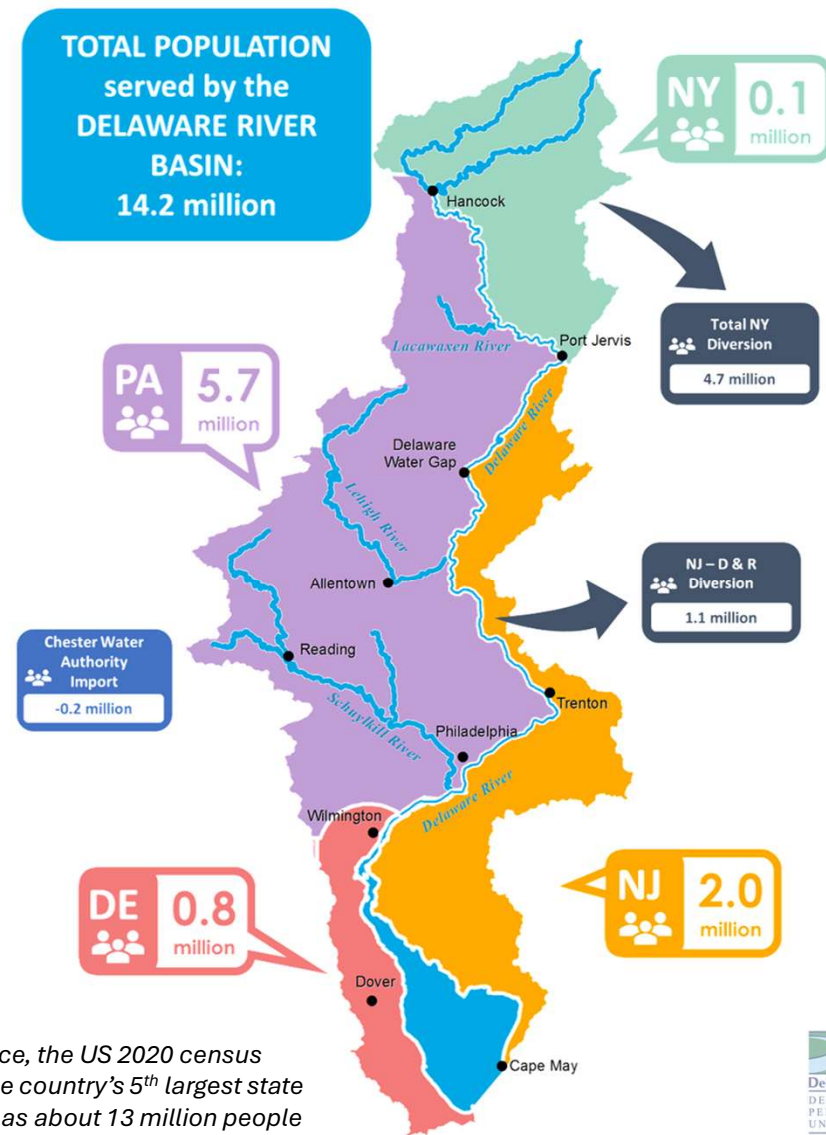 TOTAL POPULATION
served by the
DELAWARE RIVER
BASIN:
14.2 million
NY
0.1
million
Hancock
Total NY
Diversion
4.7 million
Port Jervis
Lacawaxen River
PA
5.7
million
Delaware
Water Gap
Delaware River
Lehigh River
Allentown
NJ – D & R
Diversion
1.1 million
Chester Water
Authority
Import
-0.2 million
Reading
Trenton
Schuylkill River
Philadelphia
Delaware River
Wilmington
DE
0.8
million
NJ
2.0
million
Dover
Cape May
ce, the US 2020 census
e country's 5th largest state
as about 13 million people